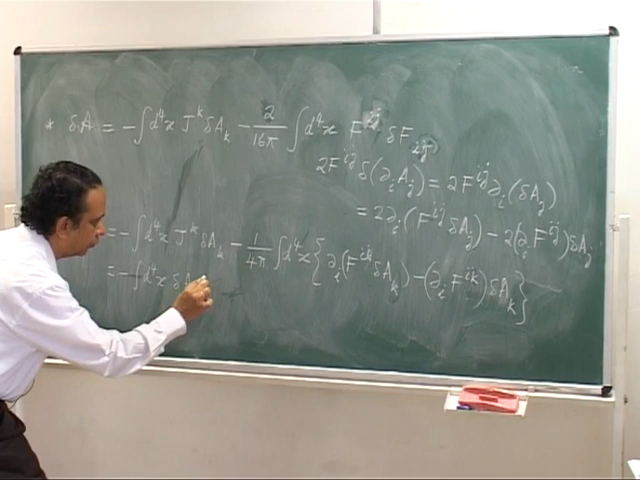 * δA = -∫d⁴x J^k δA_k - 2/16π ∫d⁴x F^{ij} δF_{ij}
2F^{ij} δ(∂_i A_j) = 2F^{ij} ∂_i (δA_j)
= 2∂_i (F^{ij} δA_j) - 2(∂_i F^{ij}) δA_j
= -∫d⁴x J^k δA_k - 1/4π ∫d⁴x {∂_i (F^{ik} δA_k) - (∂_i F^{ik}) δA_k}
= -∫d⁴x δA